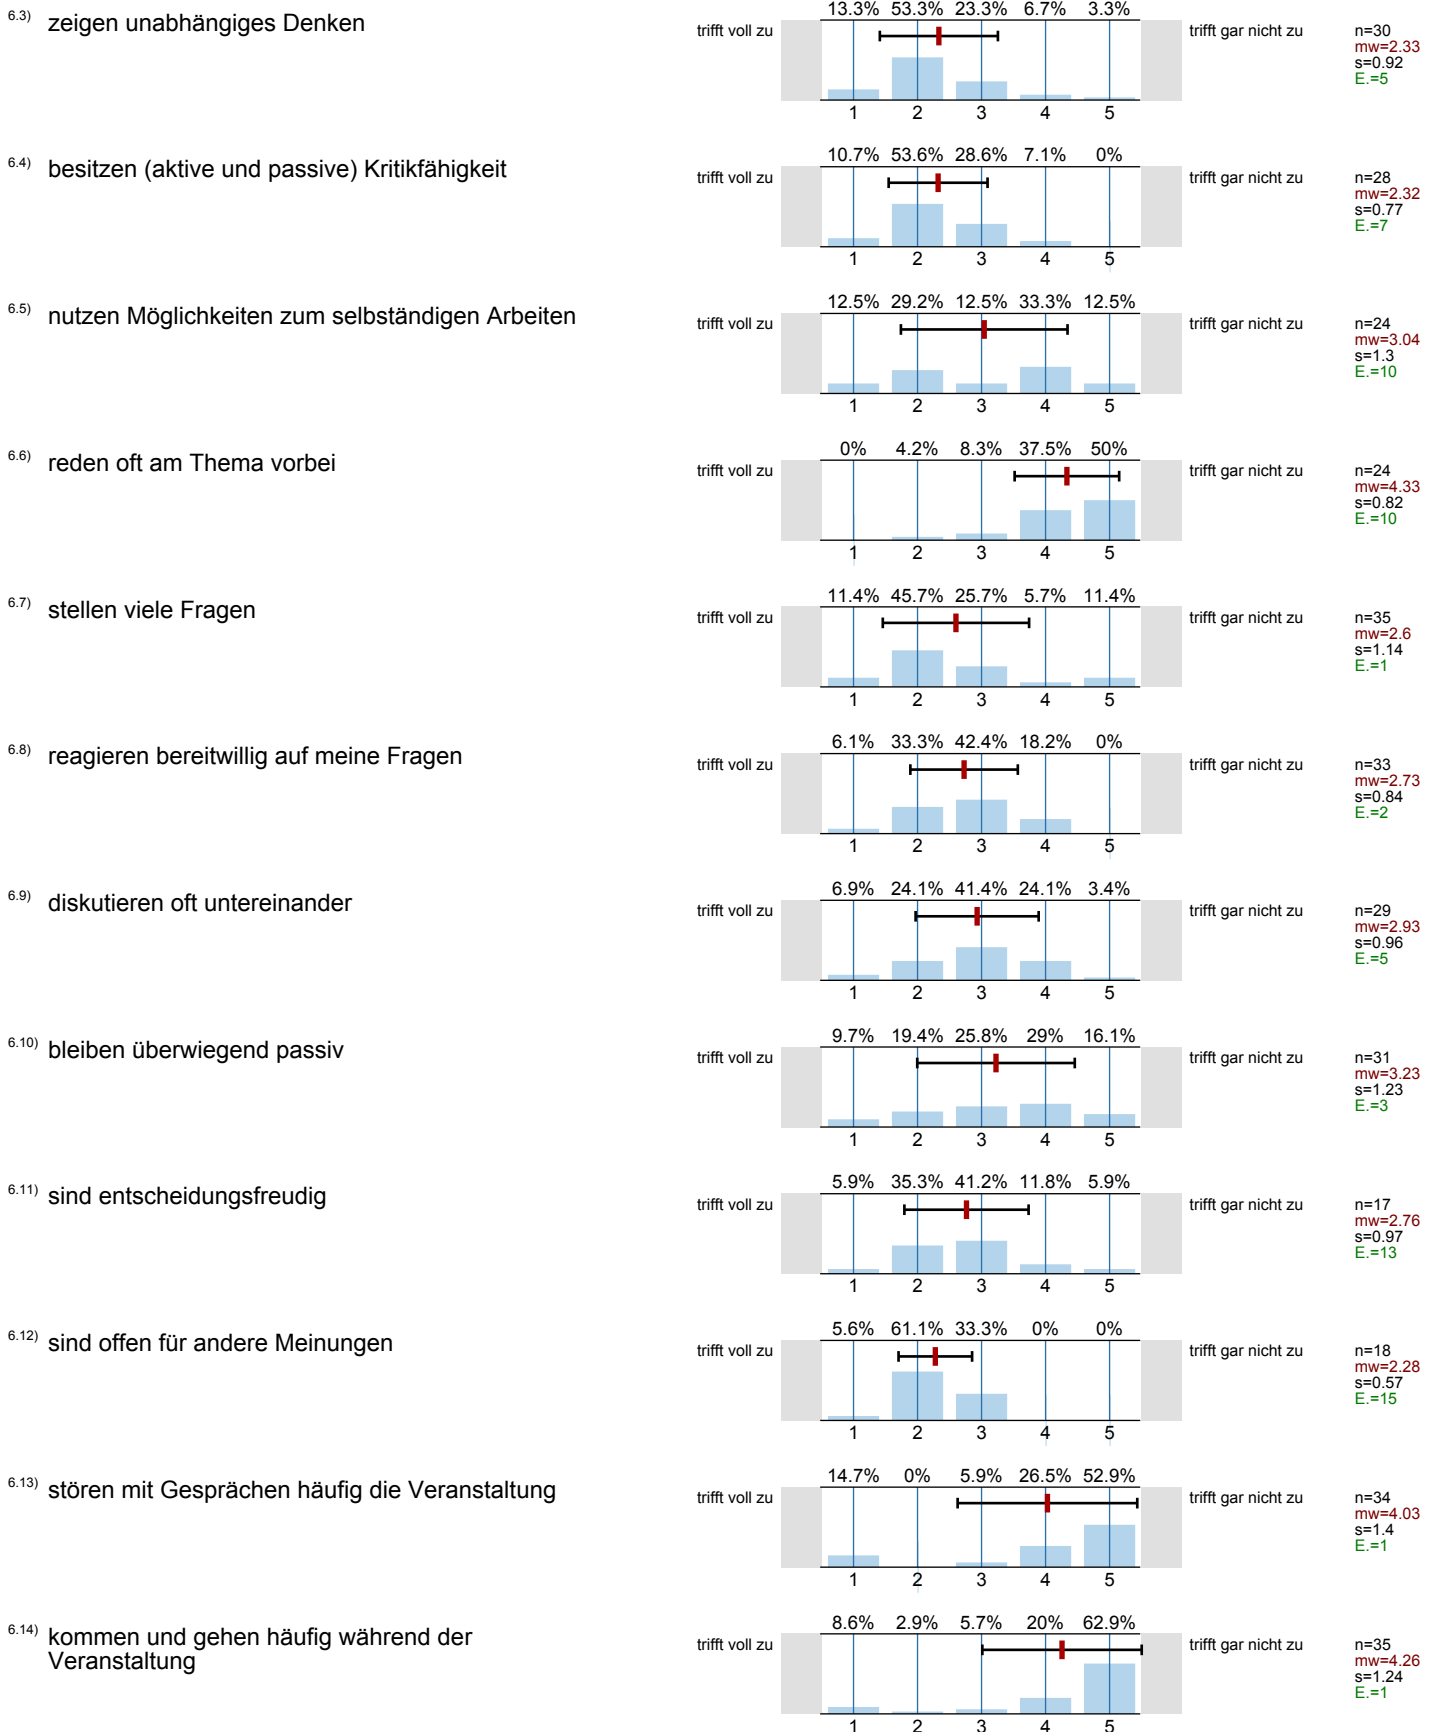 6.3) zeigen unabhängiges Denken
13.3% 53.3% 23.3% 6.7% 3.3%
trifft voll zu trifft gar nicht zu
n=30
mw=2.33
s=0.92
E.=5
1 2 3 4 5
6.4) besitzen (aktive und passive) Kritikfähigkeit
10.7% 53.6% 28.6% 7.1% 0%
trifft voll zu trifft gar nicht zu
n=28
mw=2.32
s=0.77
E.=7
1 2 3 4 5
6.5) nutzen Möglichkeiten zum selbständigen Arbeiten
12.5% 29.2% 12.5% 33.3% 12.5%
trifft voll zu trifft gar nicht zu
n=24
mw=3.04
s=1.3
E.=10
1 2 3 4 5
6.6) reden oft am Thema vorbei
0% 4.2% 8.3% 37.5% 50%
trifft voll zu trifft gar nicht zu
n=24
mw=4.33
s=0.82
E.=10
1 2 3 4 5
6.7) stellen viele Fragen
11.4% 45.7% 25.7% 5.7% 11.4%
trifft voll zu trifft gar nicht zu
n=35
mw=2.6
s=1.14
E.=1
1 2 3 4 5
6.8) reagieren bereitwillig auf meine Fragen
6.1% 33.3% 42.4% 18.2% 0%
trifft voll zu trifft gar nicht zu
n=33
mw=2.73
s=0.84
E.=2
1 2 3 4 5
6.9) diskutieren oft untereinander
6.9% 24.1% 41.4% 24.1% 3.4%
trifft voll zu trifft gar nicht zu
n=29
mw=2.93
s=0.96
E.=5
1 2 3 4 5
6.10) bleiben überwiegend passiv
9.7% 19.4% 25.8% 29% 16.1%
trifft voll zu trifft gar nicht zu
n=31
mw=3.23
s=1.23
E.=3
1 2 3 4 5
6.11) sind entscheidungsfreudig
5.9% 35.3% 41.2% 11.8% 5.9%
trifft voll zu trifft gar nicht zu
n=17
mw=2.76
s=0.97
E.=13
1 2 3 4 5
6.12) sind offen für andere Meinungen
5.6% 61.1% 33.3% 0% 0%
trifft voll zu trifft gar nicht zu
n=18
mw=2.28
s=0.57
E.=15
1 2 3 4 5
6.13) stören mit Gesprächen häufig die Veranstaltung
14.7% 0% 5.9% 26.5% 52.9%
trifft voll zu trifft gar nicht zu
n=34
mw=4.03
s=1.4
E.=1
1 2 3 4 5
6.14) kommen und gehen häufig während der
Veranstaltung
8.6% 2.9% 5.7% 20% 62.9%
trifft voll zu trifft gar nicht zu
n=35
mw=4.26
s=1.24
E.=1
1 2 3 4 5